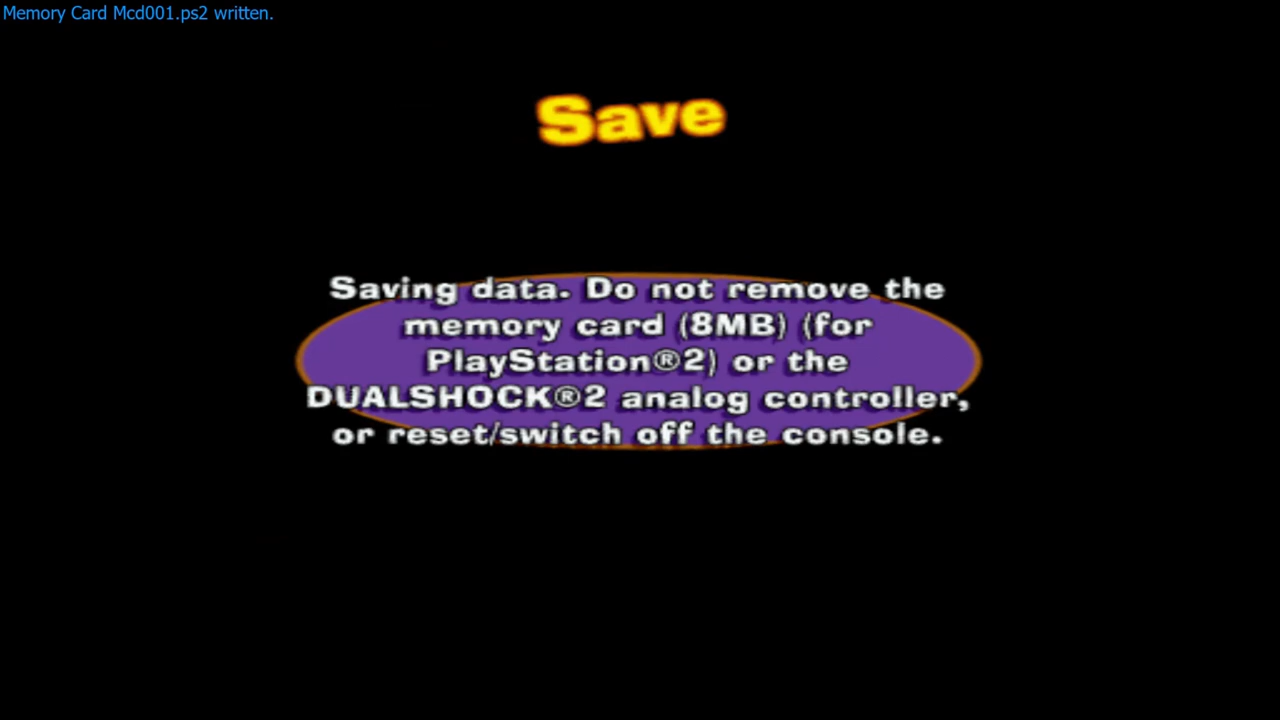 Memory Card Mcd001.ps2 written.
Save
Saving data. Do not remove the
memory card (8MB) (for
PlayStation®2) or the
DUALSHOCK®2 analog controller,
or reset/switch off the console.